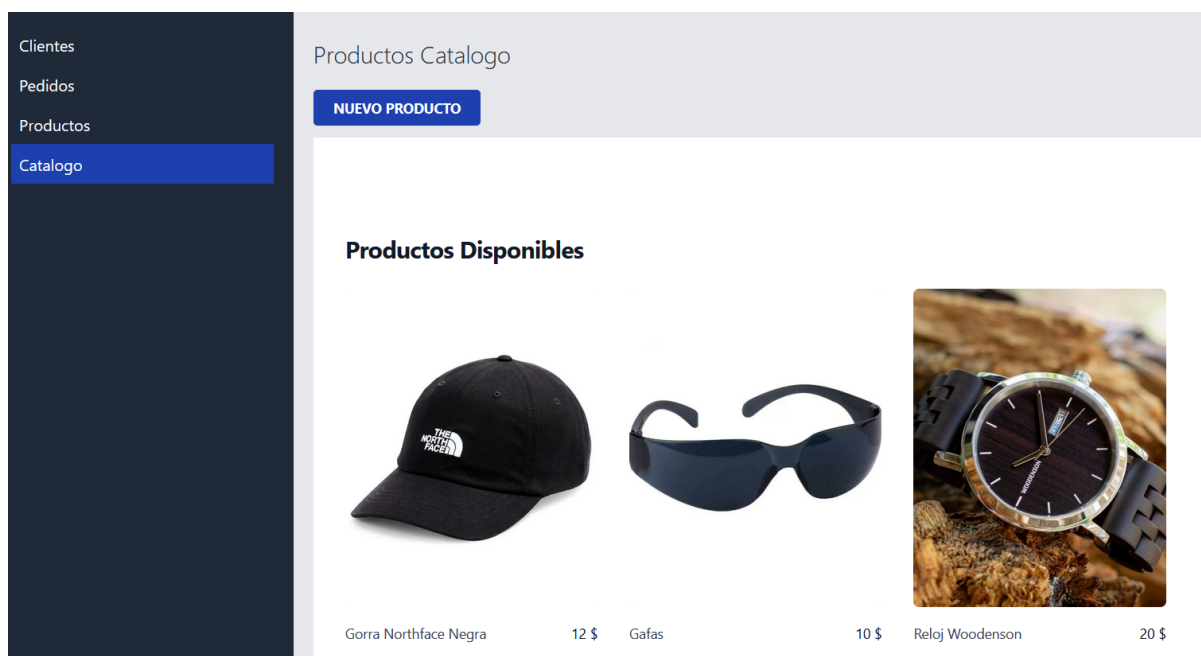 Clientes
Pedidos
Productos
Catalogo
Productos Catalogo
NUEVO PRODUCTO
Productos Disponibles
THE
NORTH
FACE
WOODENSON
Gorra Northface Negra
12 $
Gafas
10 $
Reloj Woodenson
20 $